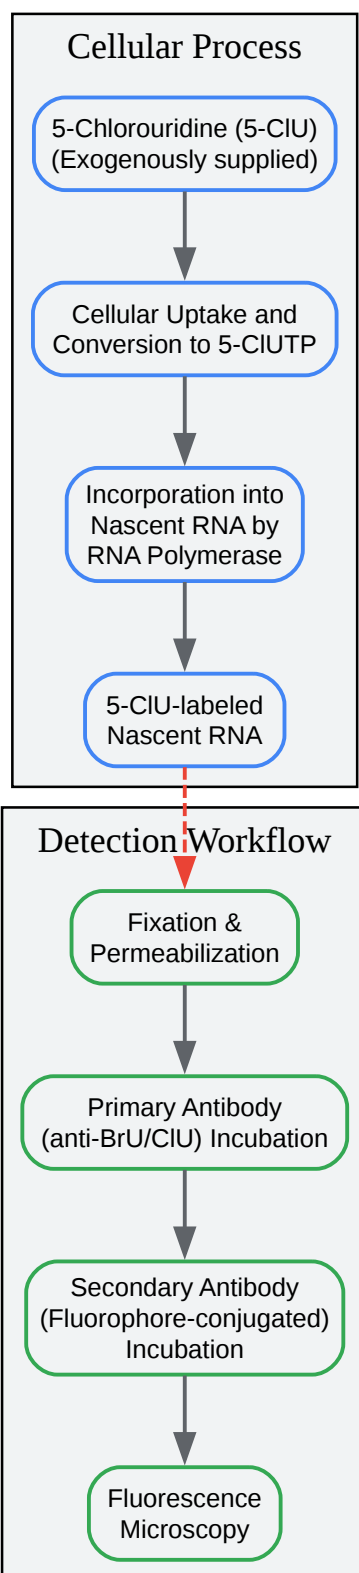 Cellular Process
5-Chlorouridine (5-ClU)
(Exogenously supplied)
Cellular Uptake and
Conversion to 5-ClUTP
Incorporation into
Nascent RNA by
RNA Polymerase
5-ClU-labeled
Nascent RNA
Detection Workflow
Fixation &
Permeabilization
Primary Antibody
(anti-BrU/ClU) Incubation
Secondary Antibody
(Fluorophore-conjugated)
Incubation
Fluorescence
Microscopy